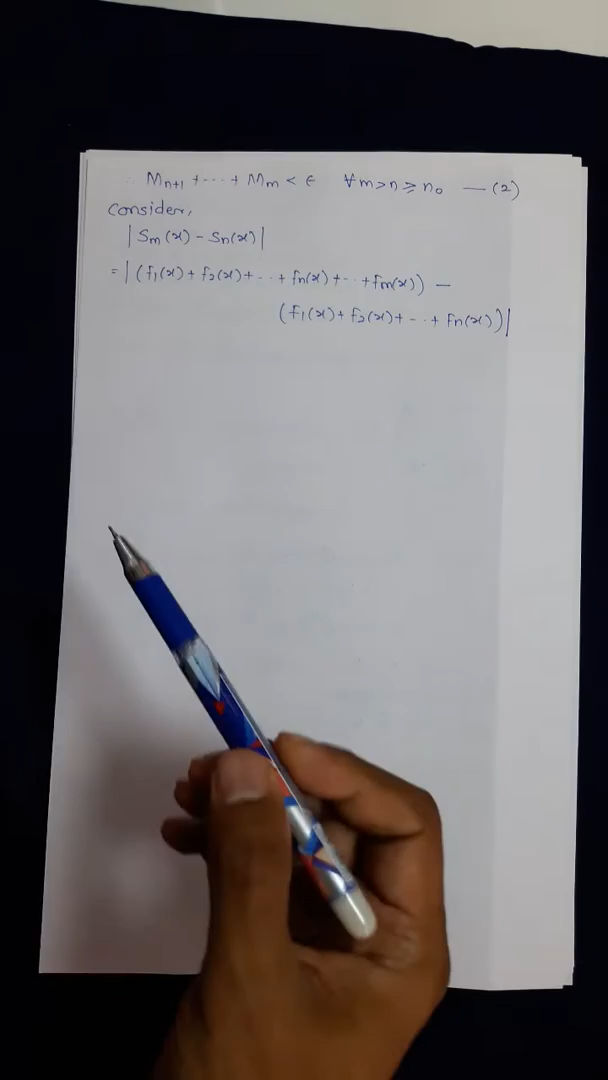 ∴ Mn+1 + --- + Mm < ϵ ∀ m > n ⩾ n0 — (2)
Consider,
|Sm(x) - Sn(x)|
= |(f1(x) + f2(x) + - - + fn(x) + - - + fm(x)) —
(f1(x) + f2(x) + - - + fn(x))|